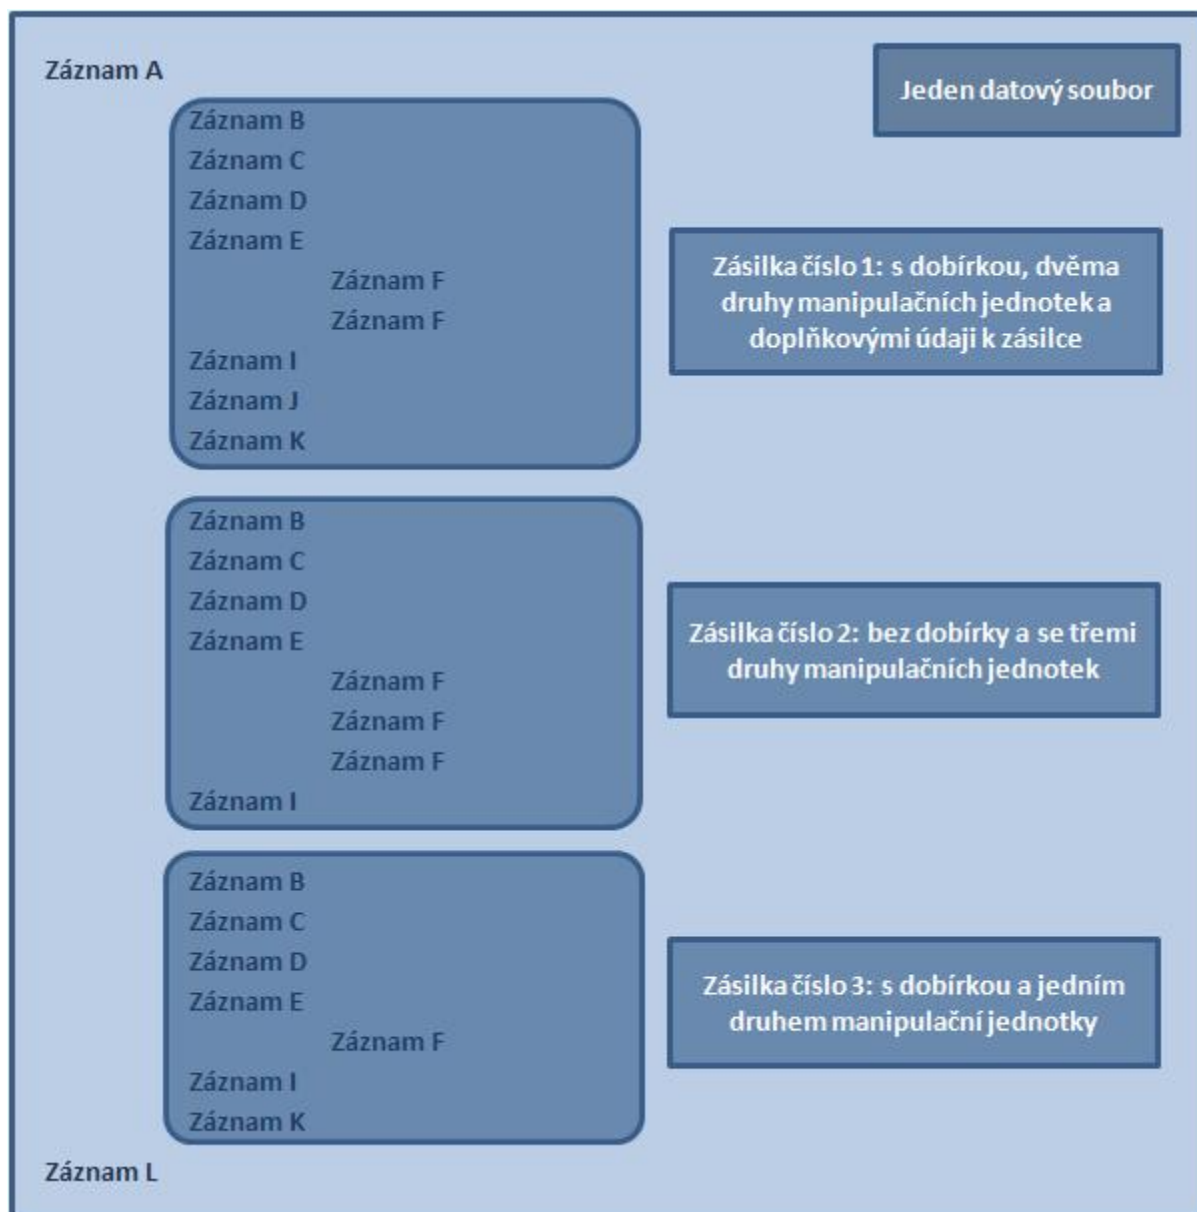 Záznam A
Jeden datový soubor
Záznam B
Záznam C
Záznam D
Záznam E
Záznam F
Záznam F
Záznam I
Záznam J
Záznam K
Zásilka číslo 1: s dobírkou, dvěma
druhy manipulačních jednotek a
doplňkovými údaji k zásilce
Záznam B
Záznam C
Záznam D
Záznam E
Záznam F
Záznam F
Záznam F
Záznam I
Zásilka číslo 2: bez dobírky a se třemi
druhy manipulačních jednotek
Záznam B
Záznam C
Záznam D
Záznam E
Záznam F
Záznam I
Záznam K
Zásilka číslo 3: s dobírkou a jedním
druhem manipulační jednotky
Záznam L